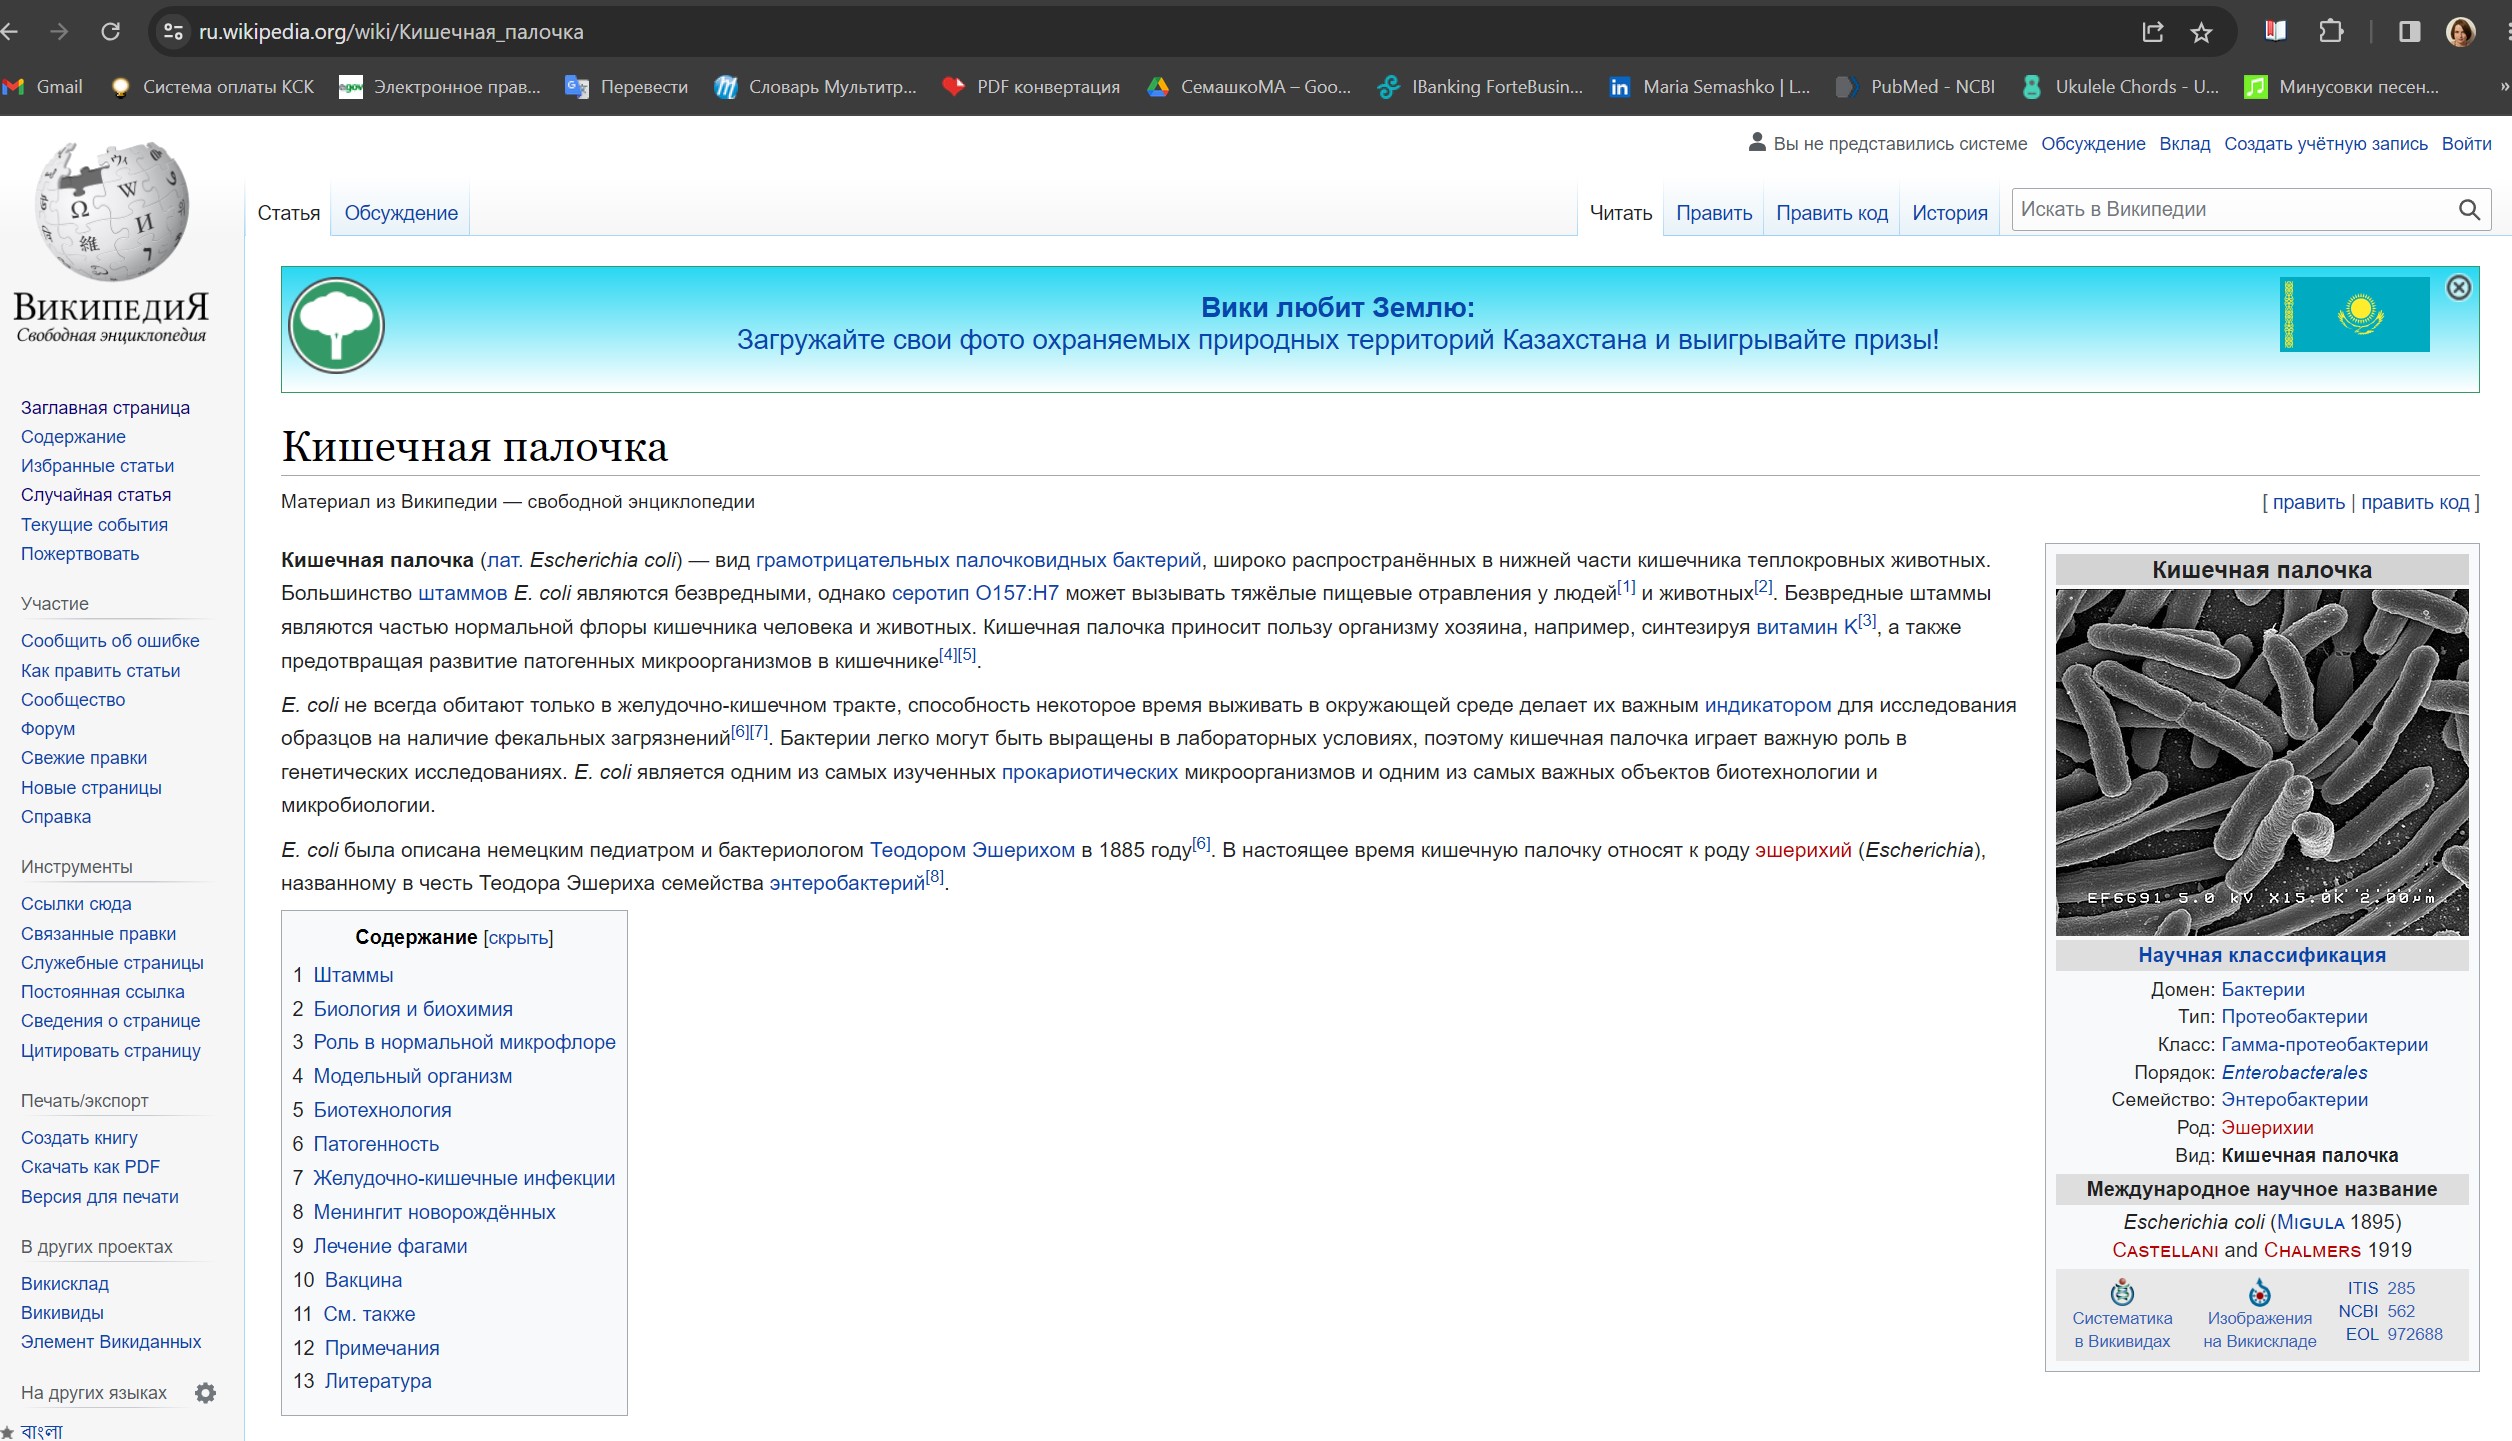 ru.wikipedia.org/wiki/Кишечная_палочка
Gmail
Система оплаты КСК
Электронное прав...
Перевести
Словарь Мультитр...
PDF конвертация
СемашкоМА – Goo...
IBanking ForteBusin...
Maria Semashko | L...
PubMed - NCBI
Ukulele Chords - U...
Минусовки песен...
»
Вы не представились системе
Обсуждение
Вклад
Создать учётную запись
Войти
ВикипедиЯ
Свободная энциклопедия
Статья
Обсуждение
Читать
Править
Править код
История
Искать в Википедии
Вики любит Землю:
Загружайте свои фото охраняемых природных территорий Казахстана и выигрывайте призы!
Заглавная страница
Содержание
Избранные статьи
Случайная статья
Текущие события
Пожертвовать
Участие
Сообщить об ошибке
Как править статьи
Сообщество
Форум
Свежие правки
Новые страницы
Справка
Инструменты
Ссылки сюда
Связанные правки
Служебные страницы
Постоянная ссылка
Сведения о странице
Цитировать страницу
Печать/экспорт
Создать книгу
Скачать как PDF
Версия для печати
В других проектах
Викисклад
Викивиды
Элемент Викиданных
На других языках
বাংলা
Кишечная палочка
Материал из Википедии — свободной энциклопедии
[ править | править код ]
Кишечная палочка (лат. Escherichia coli) — вид грамотрицательных палочковидных бактерий, широко распространённых в нижней части кишечника теплокровных животных.
Большинство штаммов E. coli являются безвредными, однако серотип O157:H7 может вызывать тяжёлые пищевые отравления у людей[1] и животных[2]. Безвредные штаммы
являются частью нормальной флоры кишечника человека и животных. Кишечная палочка приносит пользу организму хозяина, например, синтезируя витамин K[3], а также
предотвращая развитие патогенных микроорганизмов в кишечнике[4][5].
E. coli не всегда обитают только в желудочно-кишечном тракте, способность некоторое время выживать в окружающей среде делает их важным индикатором для исследования
образцов на наличие фекальных загрязнений[6][7]. Бактерии легко могут быть выращены в лабораторных условиях, поэтому кишечная палочка играет важную роль в
генетических исследованиях. E. coli является одним из самых изученных прокариотических микроорганизмов и одним из самых важных объектов биотехнологии и
микробиологии.
E. coli была описана немецким педиатром и бактериологом Теодором Эшерихом в 1885 году[6]. В настоящее время кишечную палочку относят к роду эшерихий (Escherichia),
названному в честь Теодора Эшериха семейства энтеробактерий[8].
Содержание [скрыть]
1 Штаммы
2 Биология и биохимия
3 Роль в нормальной микрофлоре
4 Модельный организм
5 Биотехнология
6 Патогенность
7 Желудочно-кишечные инфекции
8 Менингит новорождённых
9 Лечение фагами
10 Вакцина
11 См. также
12 Примечания
13 Литература
Кишечная палочка
EF6691 5.0 kV X15.0K 2.00µm
Научная классификация
Домен: Бактерии
Тип: Протеобактерии
Класс: Гамма-протеобактерии
Порядок: Enterobacterales
Семейство: Энтеробактерии
Род: Эшерихии
Вид: Кишечная палочка
Международное научное название
Escherichia coli (Migula 1895)
Castellani and Chalmers 1919
Систематика
в Викивидах
Изображения
на Викискладе
ITIS 285
NCBI 562
EOL 972688